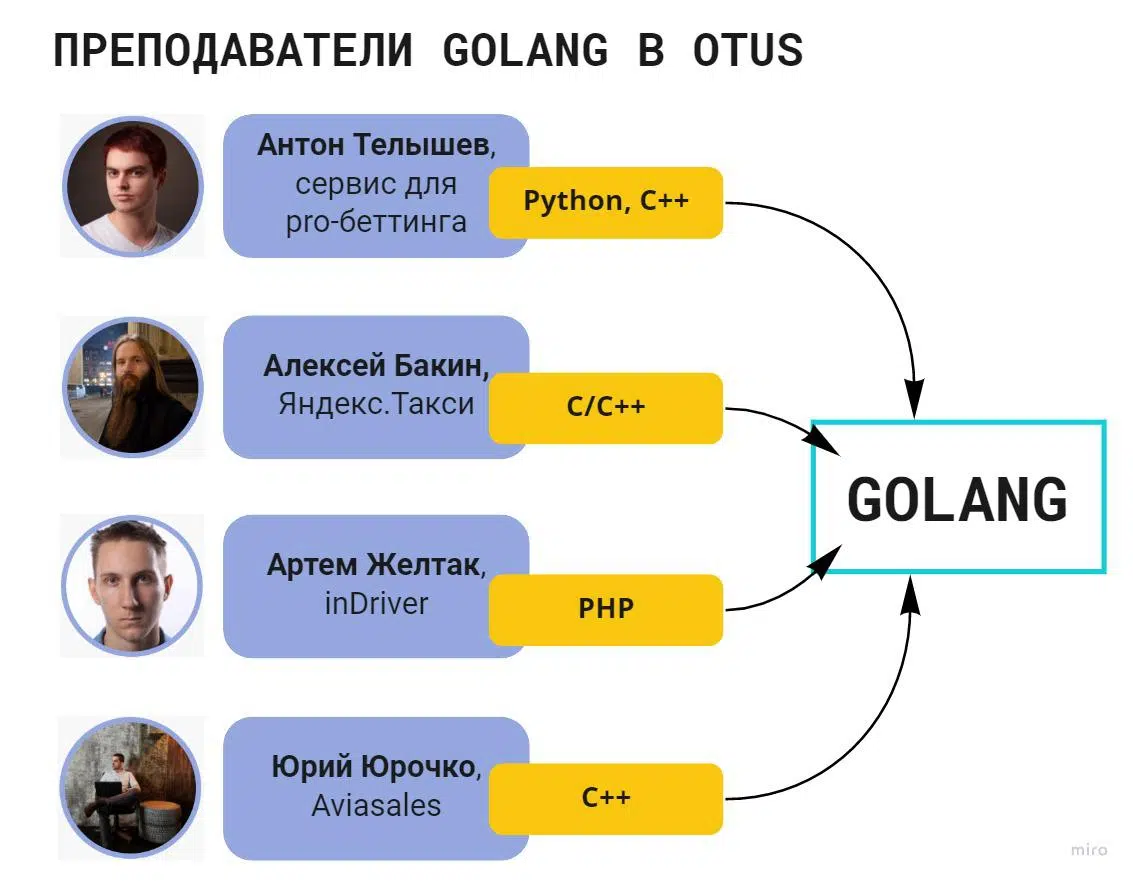 ПРЕПОДАВАТЕЛИ GOLANG В OTUS
Антон Телышев,
сервис для
pro-беттинга
Python, C++
Алексей Бакин,
Яндекс.Такси
C/C++
GOLANG
Артем Желтак,
inDriver
PHP
Юрий Юрочко,
Aviasales
C++
miro